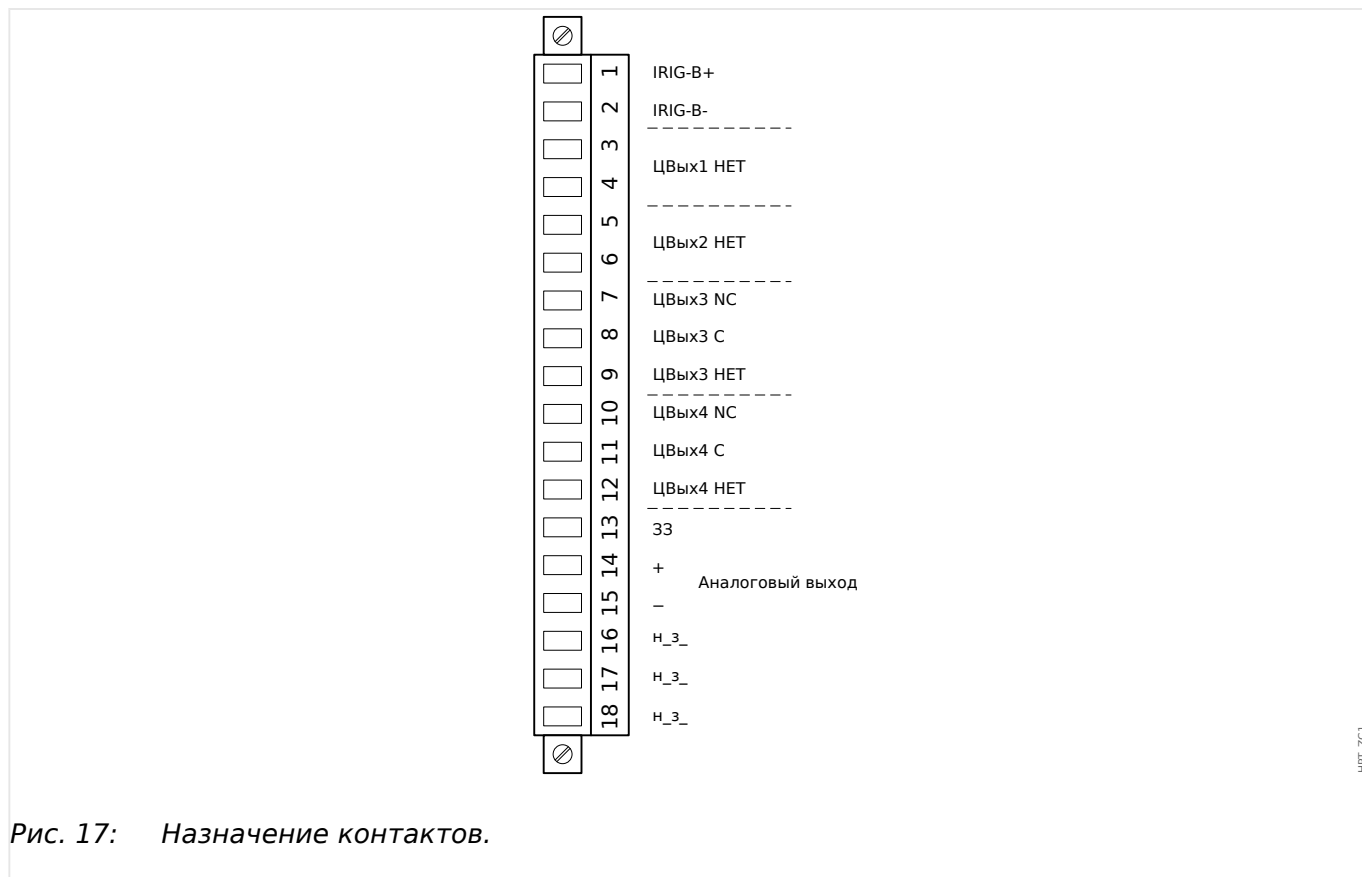 1 IRIG-B+
2 IRIG-B-
3
ЦВых1 НЕТ
4
5
ЦВых2 НЕТ
6
7 ЦВых3 NC
8 ЦВых3 C
9 ЦВых3 НЕТ
10 ЦВых4 NC
11 ЦВых4 C
12 ЦВых4 НЕТ
13 ЗЗ
14 +
Аналоговый выход
15 –
16 н_з_
17 н_з_
18 н_з_
Рис. 17: Назначение контактов.